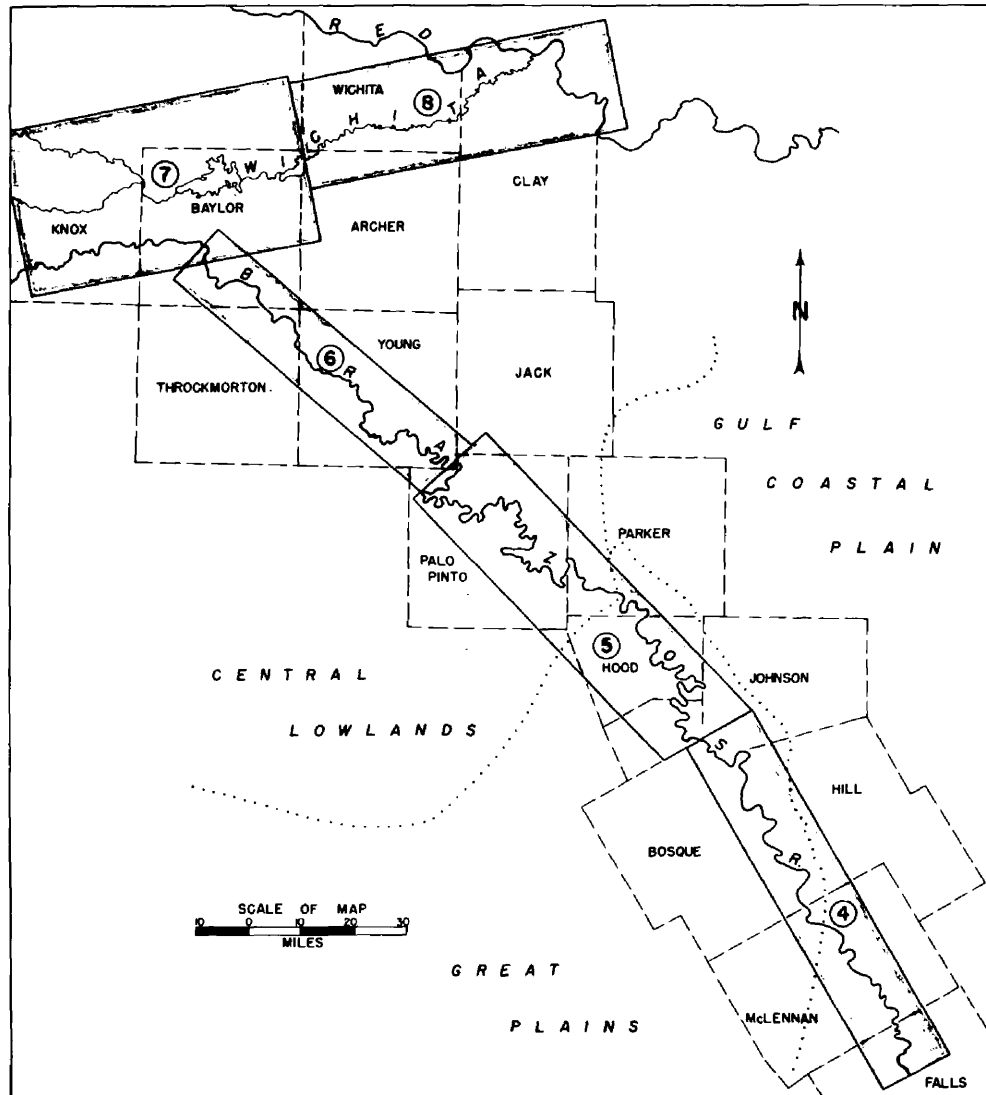 R E D
WICHITA
8
W I C H I T A
7
BAYLOR
KNOX
CLAY
ARCHER
N
6
YOUNG
JACK
THROCKMORTON
GULF
COASTAL
PLAIN
PARKER
PALO
PINTO
B R A Z O S R.
5
HOOD
JOHNSON
CENTRAL
LOWLANDS
HILL
BOSQUE
4
SCALE OF MAP
10 0 10 20 30
MILES
GREAT
PLAINS
McLENNAN
FALLS